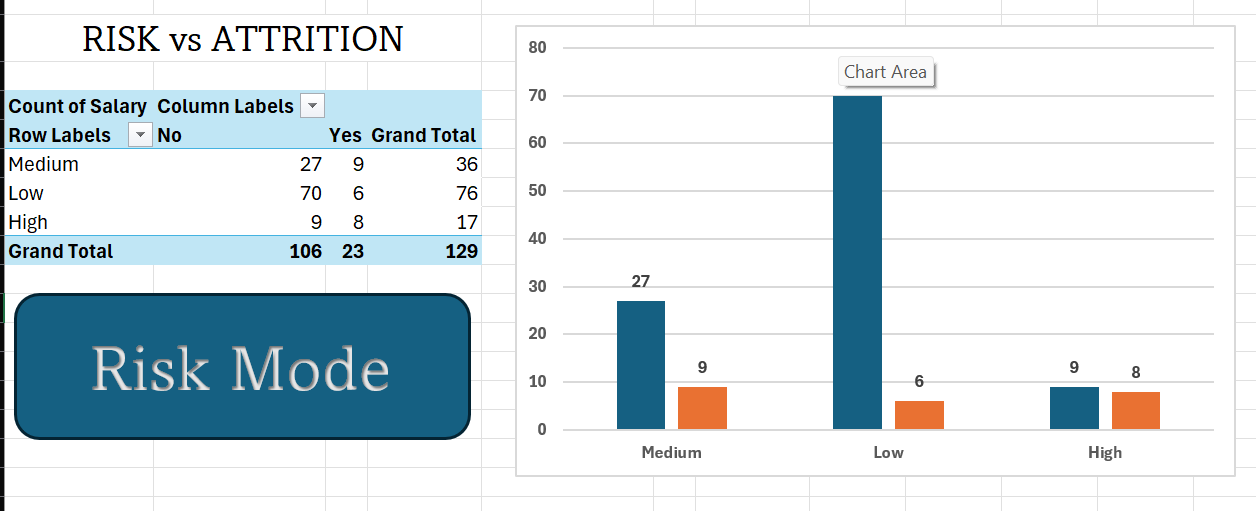 RISK vs ATTRITION
Count of Salary Column Labels
Row Labels No Yes Grand Total
Medium 27 9 36
Low 70 6 76
High 9 8 17
Grand Total 106 23 129
Risk Mode
80
Chart Area
70
60
50
40
30
20
10
0
27
9
6
9
8
Medium Low High